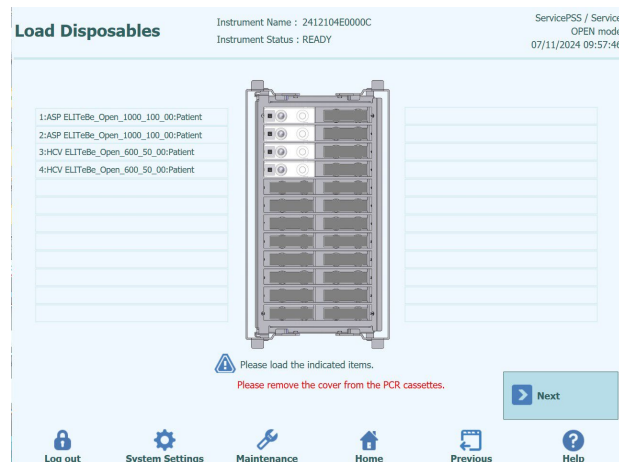 Load Disposables
Instrument Name : 2412104E0000C
Instrument Status : READY
ServicePSS / Service
OPEN mode
07/11/2024 09:57:46
1:ASP ELITeBe_Open_1000_100_00:Patient
2:ASP ELITeBe_Open_1000_100_00:Patient
3:HCV ELITeBe_Open_600_50_00:Patient
4:HCV ELITeBe_Open_600_50_00:Patient
Please load the indicated items.
Please remove the cover from the PCR cassettes.
Next
Log out
System Settings
Maintenance
Home
Previous
Help